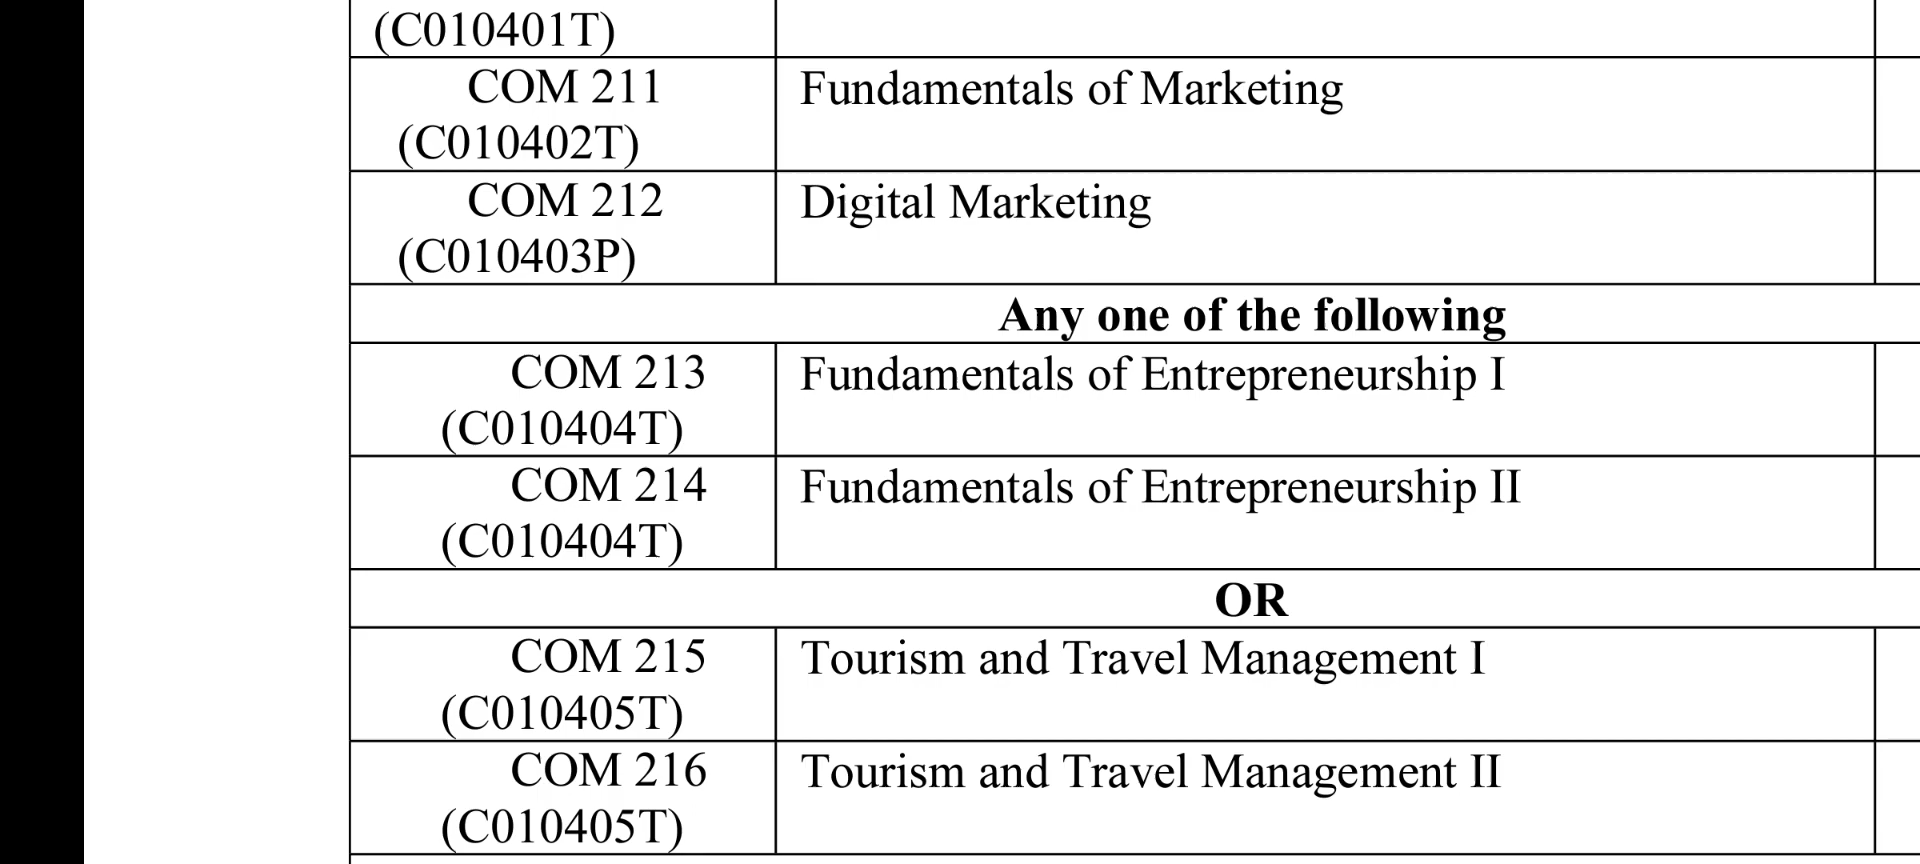 (C010401T)
COM 211
(C010402T)
Fundamentals of Marketing
COM 212
(C010403P)
Digital Marketing
Any one of the following
COM 213
(C010404T)
Fundamentals of Entrepreneurship I
COM 214
(C010404T)
Fundamentals of Entrepreneurship II
OR
COM 215
(C010405T)
Tourism and Travel Management I
COM 216
(C010405T)
Tourism and Travel Management II